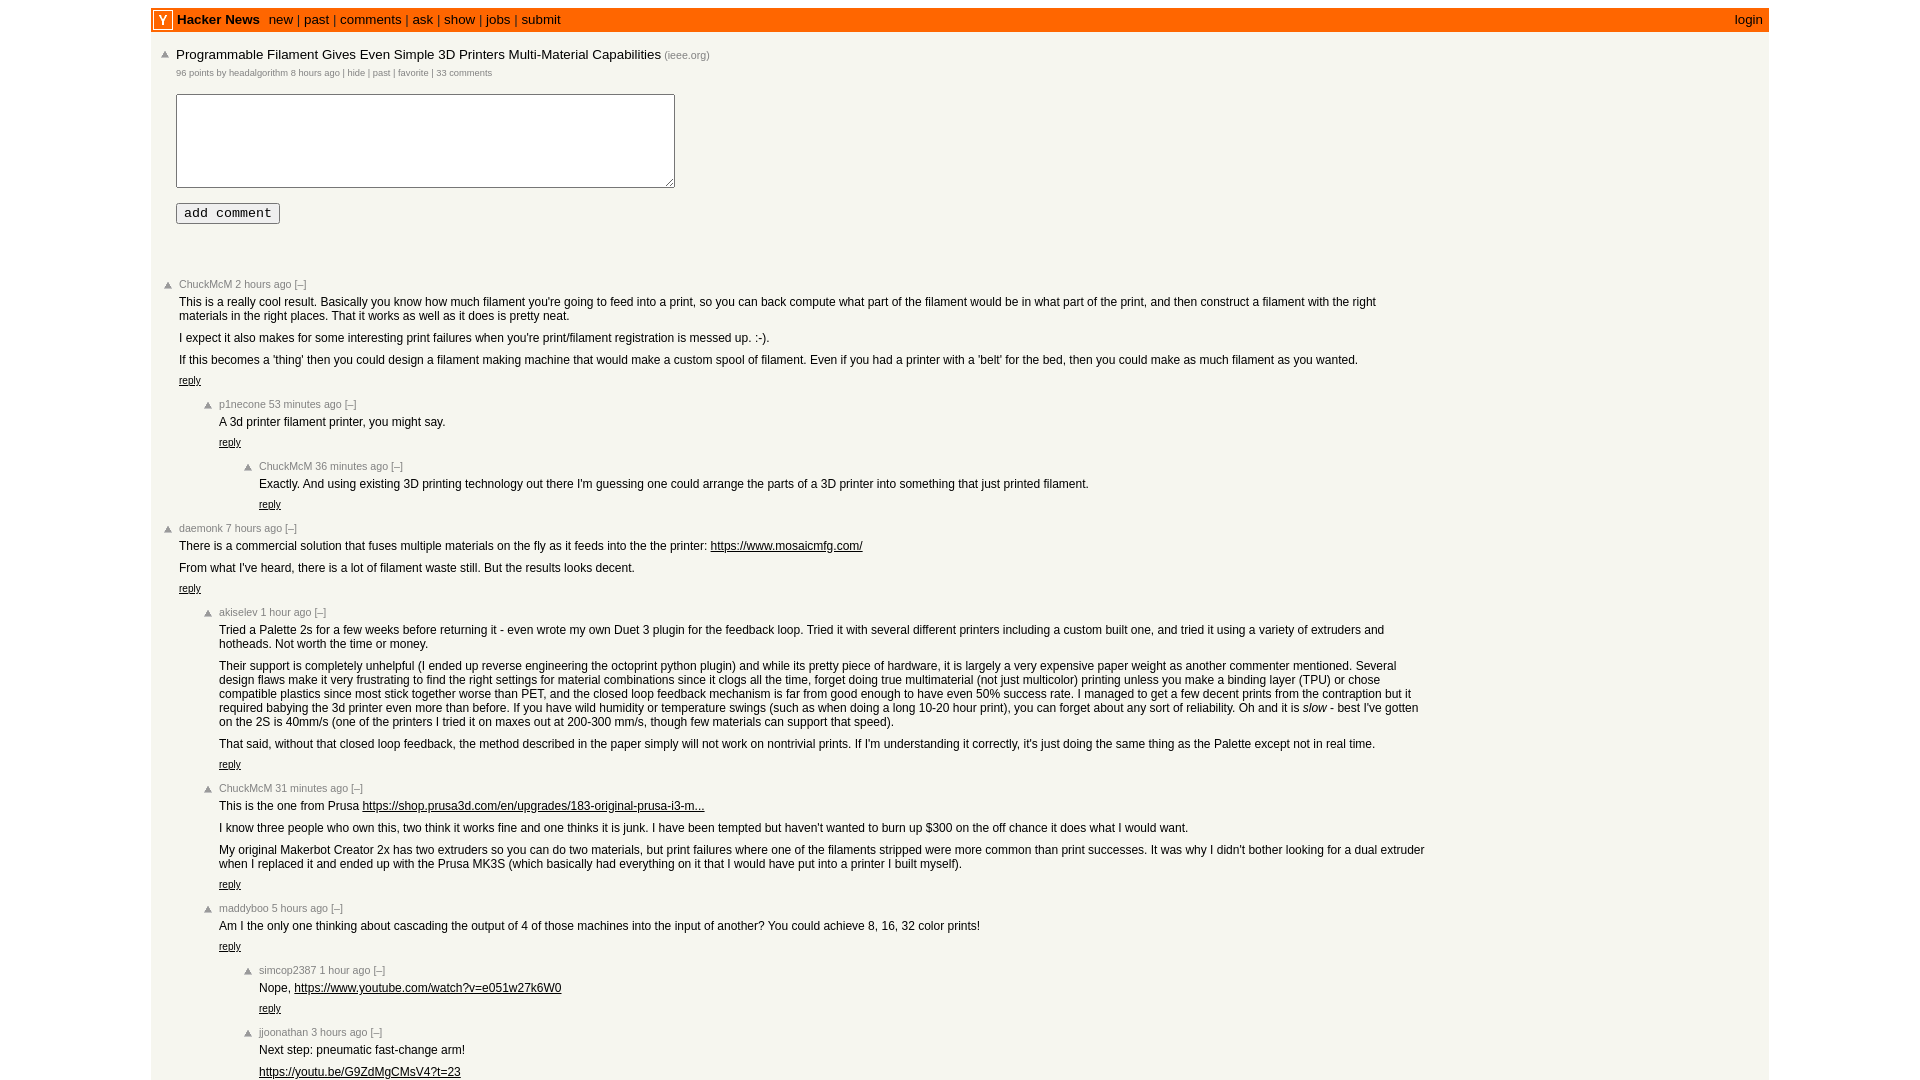 Y Hacker News new | past | comments | ask | show | jobs | submit login
Programmable Filament Gives Even Simple 3D Printers Multi-Material Capabilities (ieee.org)
96 points by headalgorithm 8 hours ago | hide | past | favorite | 33 comments
add comment
ChuckMcM 2 hours ago [–]
This is a really cool result. Basically you know how much filament you're going to feed into a print, so you can back compute what part of the filament would be in what part of the print, and then construct a filament with the right
materials in the right places. That it works as well as it does is pretty neat.
I expect it also makes for some interesting print failures when you're print/filament registration is messed up. :-).
If this becomes a 'thing' then you could design a filament making machine that would make a custom spool of filament. Even if you had a printer with a 'belt' for the bed, then you could make as much filament as you wanted.
reply
p1necone 53 minutes ago [–]
A 3d printer filament printer, you might say.
reply
ChuckMcM 36 minutes ago [–]
Exactly. And using existing 3D printing technology out there I'm guessing one could arrange the parts of a 3D printer into something that just printed filament.
reply
daemonk 7 hours ago [–]
There is a commercial solution that fuses multiple materials on the fly as it feeds into the the printer: https://www.mosaicmfg.com/
From what I've heard, there is a lot of filament waste still. But the results looks decent.
reply
akiselev 1 hour ago [–]
Tried a Palette 2s for a few weeks before returning it - even wrote my own Duet 3 plugin for the feedback loop. Tried it with several different printers including a custom built one, and tried it using a variety of extruders and
hotheads. Not worth the time or money.
Their support is completely unhelpful (I ended up reverse engineering the octoprint python plugin) and while its pretty piece of hardware, it is largely a very expensive paper weight as another commenter mentioned. Several
design flaws make it very frustrating to find the right settings for material combinations since it clogs all the time, forget doing true multimaterial (not just multicolor) printing unless you make a binding layer (TPU) or chose
compatible plastics since most stick together worse than PET, and the closed loop feedback mechanism is far from good enough to have even 50% success rate. I managed to get a few decent prints from the contraption but it
required babying the 3d printer even more than before. If you have wild humidity or temperature swings (such as when doing a long 10-20 hour print), you can forget about any sort of reliability. Oh and it is slow - best I've gotten
on the 2S is 40mm/s (one of the printers I tried it on maxes out at 200-300 mm/s, though few materials can support that speed).
That said, without that closed loop feedback, the method described in the paper simply will not work on nontrivial prints. If I'm understanding it correctly, it's just doing the same thing as the Palette except not in real time.
reply
ChuckMcM 31 minutes ago [–]
This is the one from Prusa https://shop.prusa3d.com/en/upgrades/183-original-prusa-i3-m...
I know three people who own this, two think it works fine and one thinks it is junk. I have been tempted but haven't wanted to burn up $300 on the off chance it does what I would want.
My original Makerbot Creator 2x has two extruders so you can do two materials, but print failures where one of the filaments stripped were more common than print successes. It was why I didn't bother looking for a dual extruder
when I replaced it and ended up with the Prusa MK3S (which basically had everything on it that I would have put into a printer I built myself).
reply
maddyboo 5 hours ago [–]
Am I the only one thinking about cascading the output of 4 of those machines into the input of another? You could achieve 8, 16, 32 color prints!
reply
simcop2387 1 hour ago [–]
Nope, https://www.youtube.com/watch?v=e051w27k6W0
reply
jjoonathan 3 hours ago [–]
Next step: pneumatic fast-change arm!
https://youtu.be/G9ZdMgCMsV4?t=23